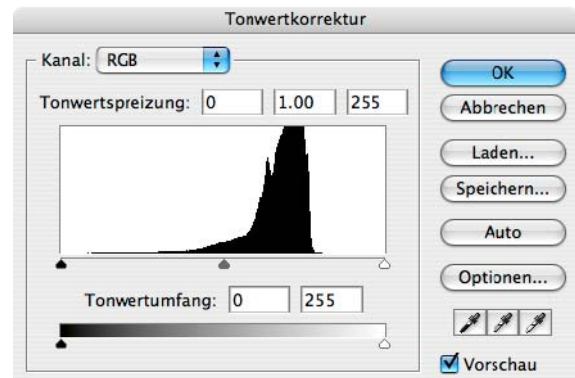 Tonwertkorrektur
Kanal: RGB
Tonwertspreizung: 0 1.00 255
Tonwertumfang: 0 255
OK
Abbrechen
Laden...
Speichern...
Auto
Optionen...
Vorschau